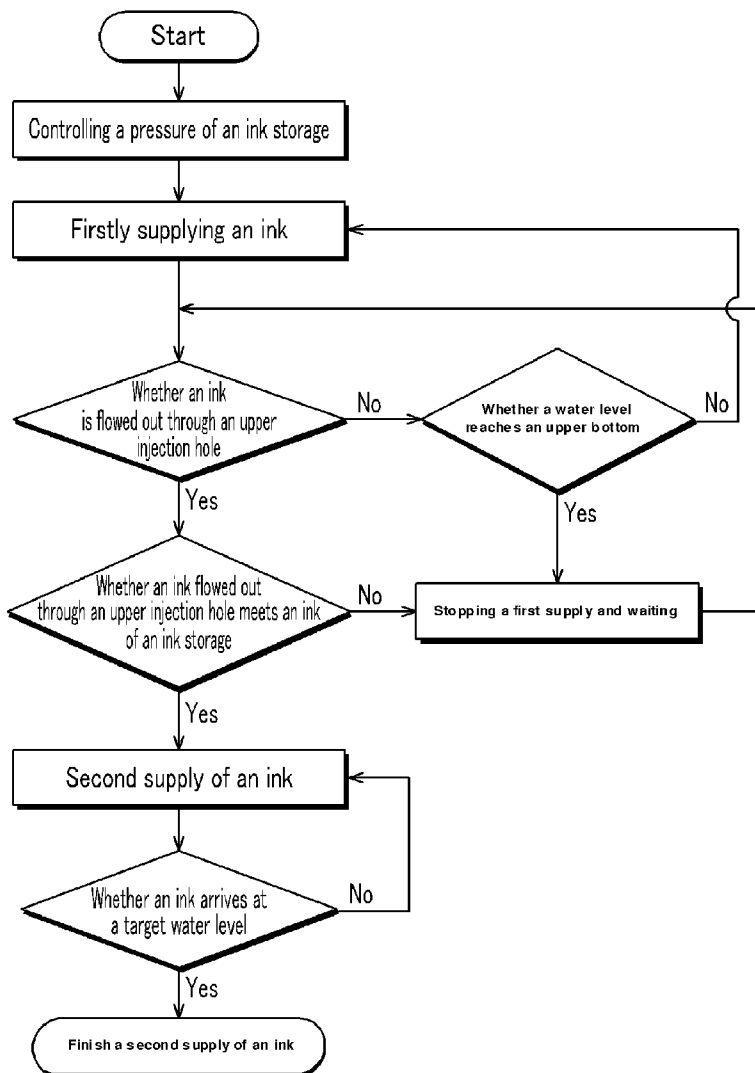 Start
Controlling a pressure of an ink storage
Firstly supplying an ink
Whether an ink
is flowed out through an upper
injection hole
No
Whether a water level
reaches an upper bottom
No
Yes
Yes
Whether an ink flowed out
through an upper injection hole meets an ink
of an ink storage
No
Stopping a first supply and waiting
Yes
Second supply of an ink
Whether an ink arrives at
a target water level
No
Yes
Finish a second supply of an ink